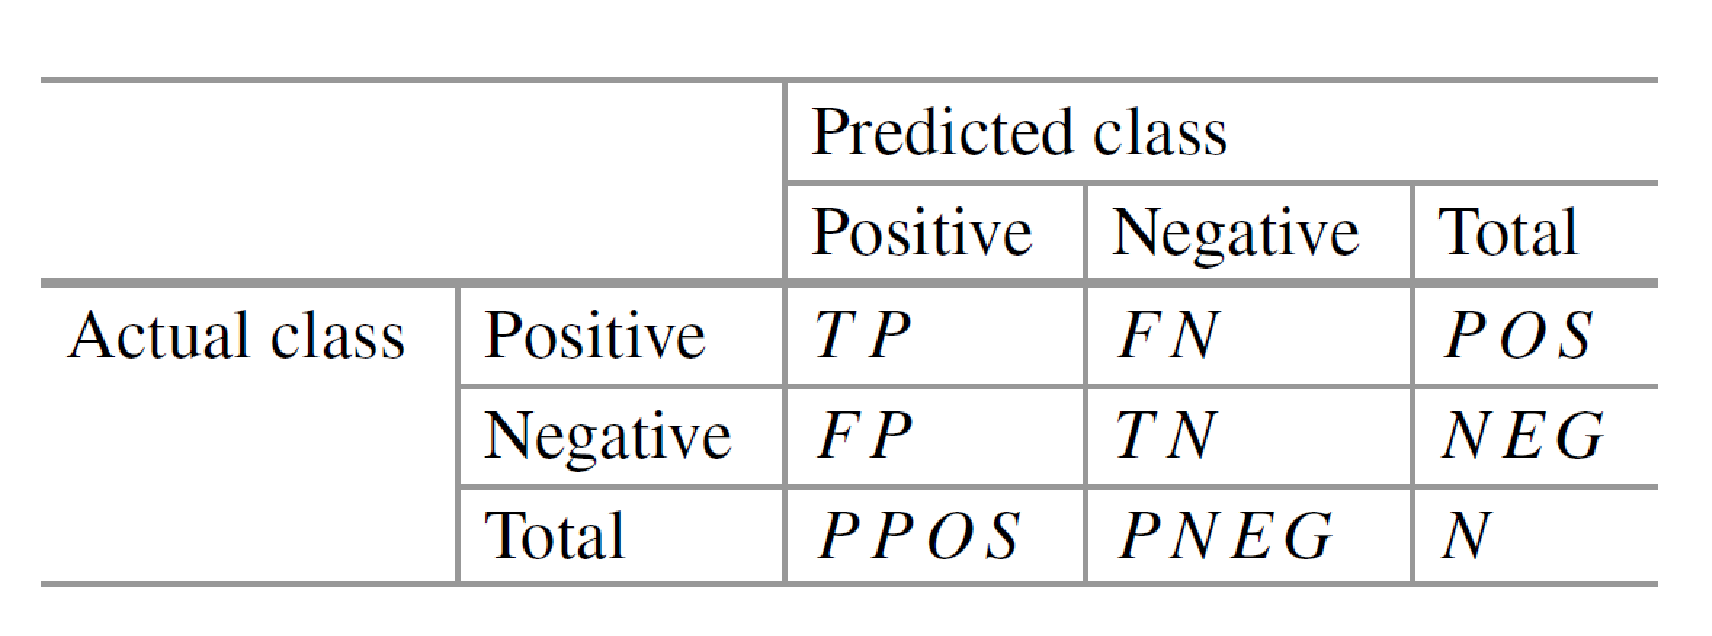 Predicted class
Positive Negative Total
Actual class Positive TP FN POS
Negative FP TN NEG
Total PPOS PNEG N